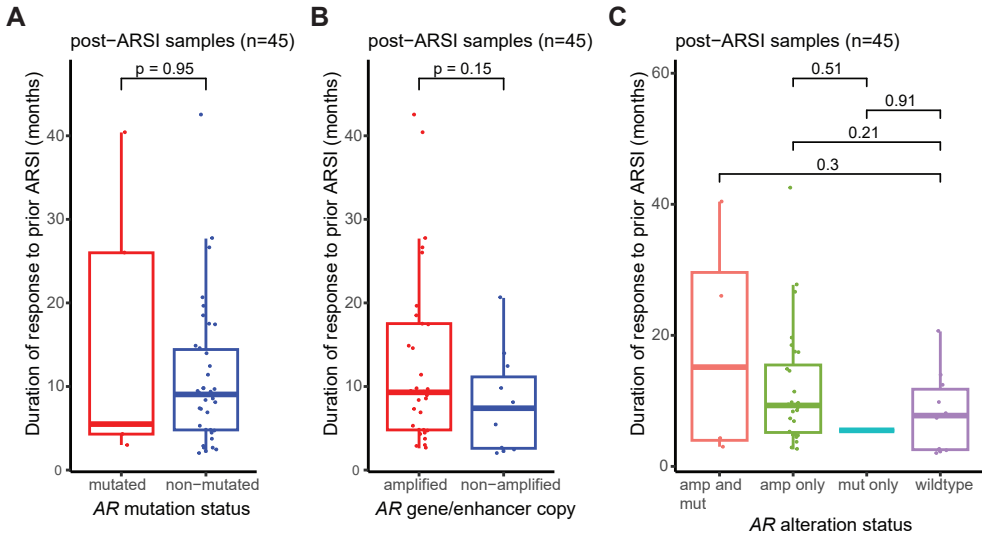 A
post−ARSI samples (n=45)
p = 0.95
Duration of response to prior ARSI (months)
40
30
20
10
0
mutated non−mutated
AR mutation status
B
post−ARSI samples (n=45)
p = 0.15
Duration of response to prior ARSI (months)
40
30
20
10
0
amplified non−amplified
AR gene/enhancer copy
C
post−ARSI samples (n=45)
Duration of response to prior ARSI (months)
60
40
20
0
0.51
0.91
0.21
0.3
amp and amp only mut only wildtype
mut
AR alteration status